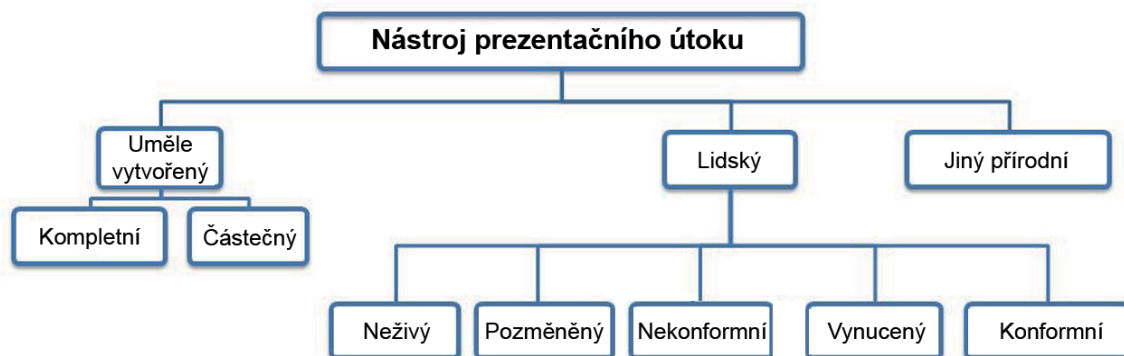 Nástroj prezentačního útoku
Uměle
vytvořený
Lidský
Jiný přírodní
Kompletní
Částečný
Neživý
Pozměněný
Nekonformní
Vynucený
Konformní